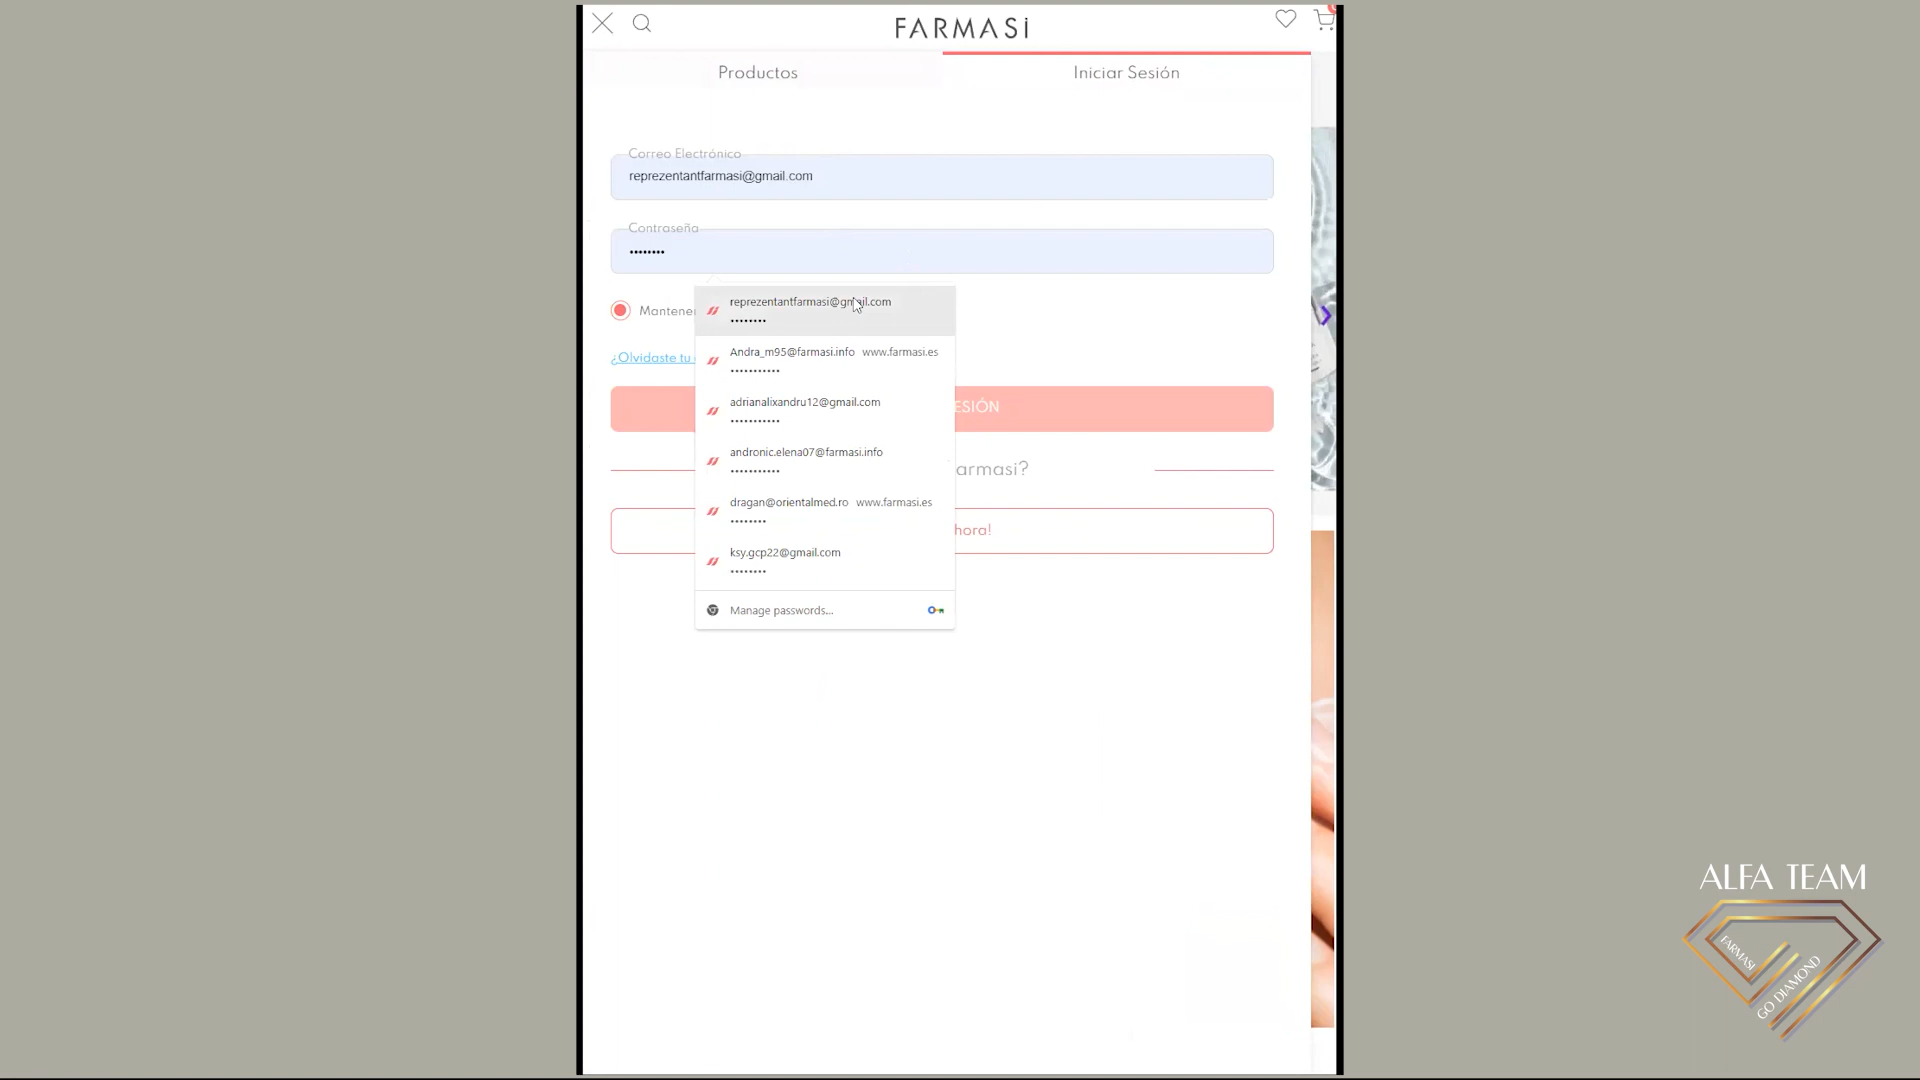 FARMASi
Productos
Iniciar Sesión
Correo Electrónico
reprezentantfarmasi@gmail.com
Contraseña
••••••••
Mantener
reprezentantfarmasi@gmail.com
••••••••
Andra_m95@farmasi.info www.farmasi.es
•••••••••••
¿Olvidaste tu
adrianalixandru12@gmail.com
•••••••••••
ESIÓN
andronic.elena07@farmasi.info
•••••••••••
armasi?
dragan@orientalmed.ro www.farmasi.es
••••••••
hora!
ksy.gcp22@gmail.com
••••••••
Manage passwords...
ALFA TEAM
FARMASI
GO DIAMOND